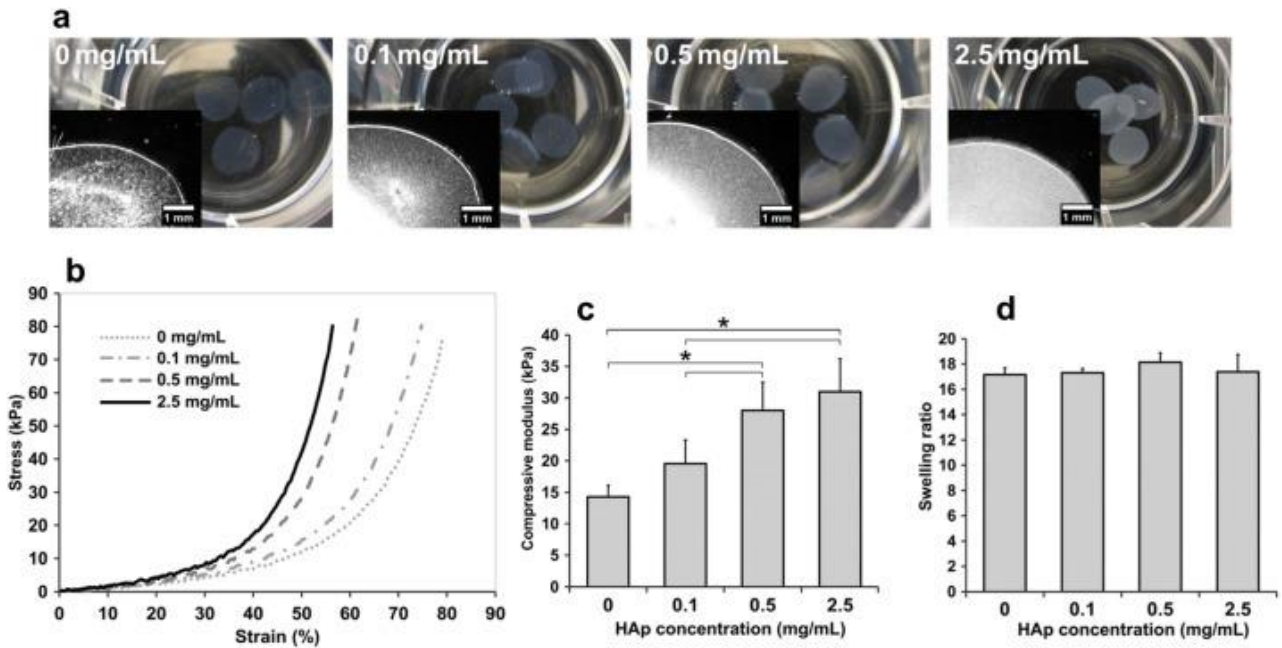 a
0 mg/mL
0.1 mg/mL
0.5 mg/mL
2.5 mg/mL
1 mm
1 mm
1 mm
1 mm
b
Stress (kPa)
90
80
70
60
50
40
30
20
10
0
0 mg/mL
0.1 mg/mL
0.5 mg/mL
2.5 mg/mL
0 10 20 30 40 50 60 70 80 90
Strain (%)
c
Compressive modulus (kPa)
40
35
30
25
20
15
10
5
0
*
*
0 0.1 0.5 2.5
HAp concentration (mg/mL)
d
Swelling ratio
20
18
16
14
12
10
8
6
4
2
0
0 0.1 0.5 2.5
HAp concentration (mg/mL)